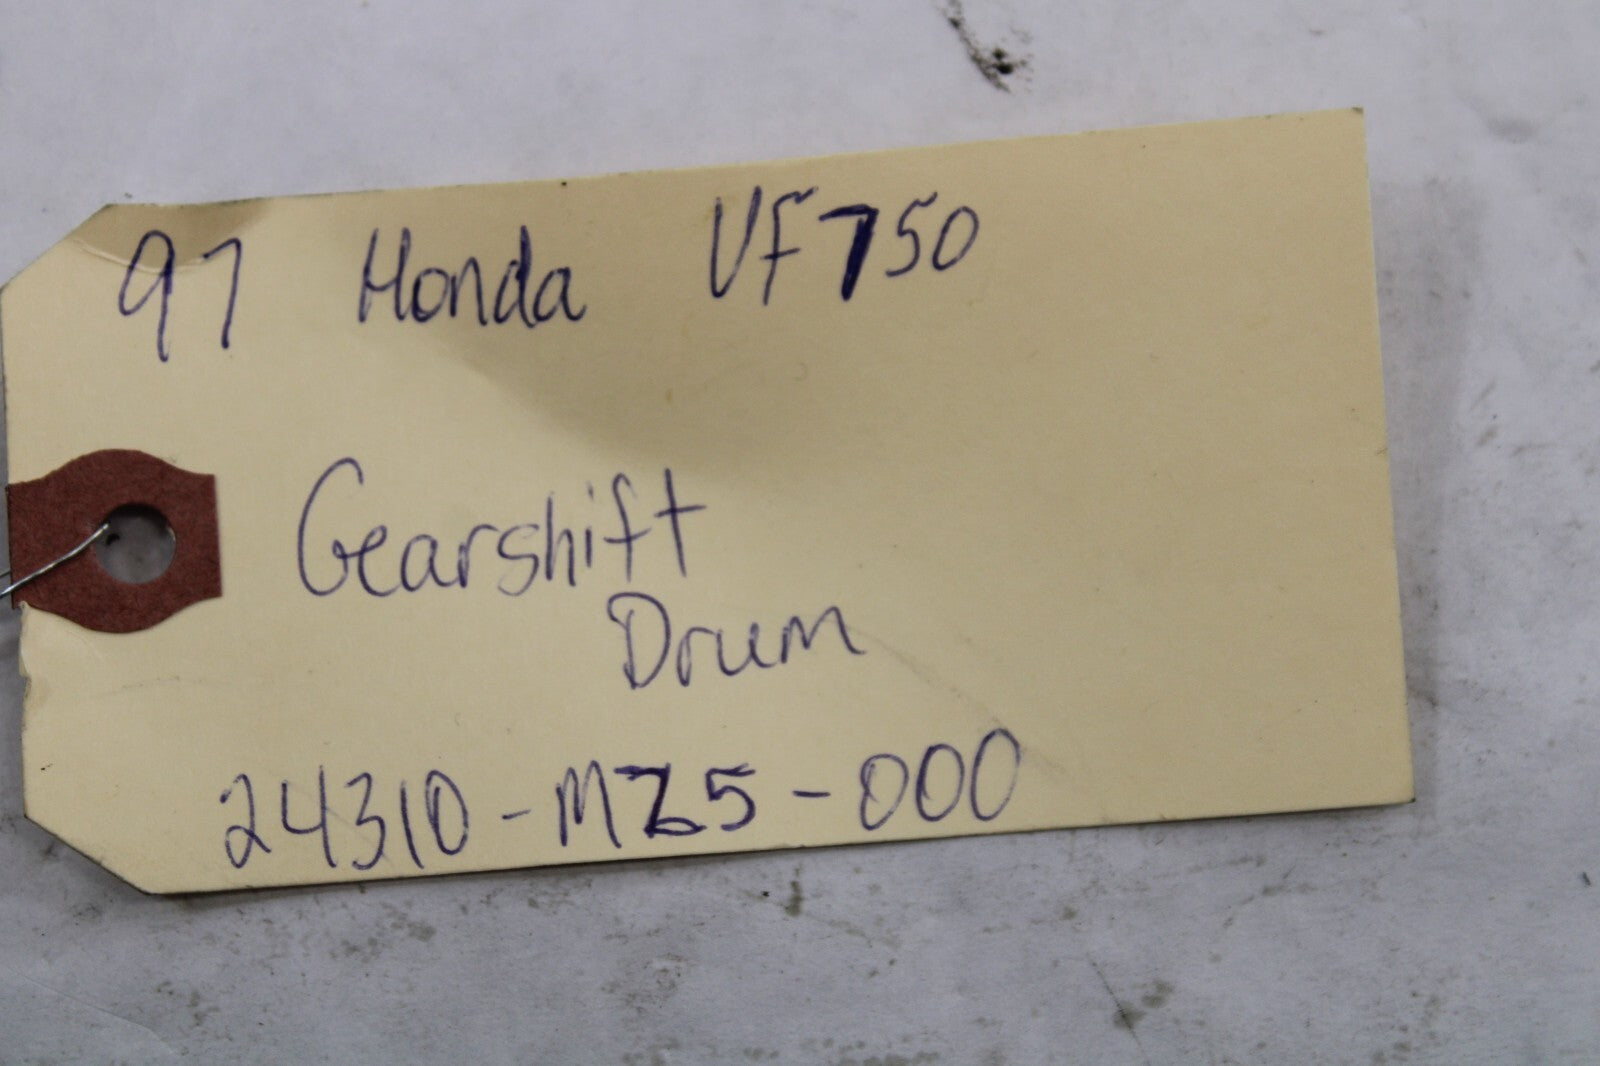 97 Honda VF750
Gearshift
Drum
24310-MZ5-000